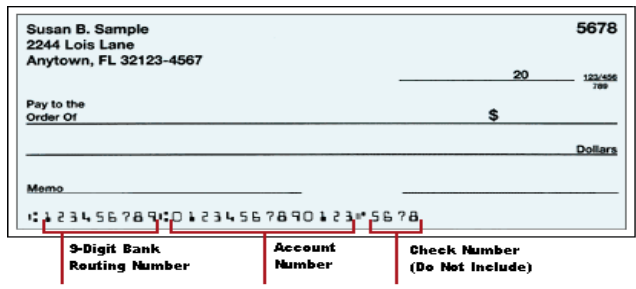 Susan B. Sample 5678
2244 Lois Lane
Anytown, FL 32123-4567
20 123/456
789
Pay to the
Order Of $
Dollars
Memo
⑆123456789⑆01234567890123⑈5678
9-Digit Bank Account Check Number
Routing Number Number (Do Not Include)